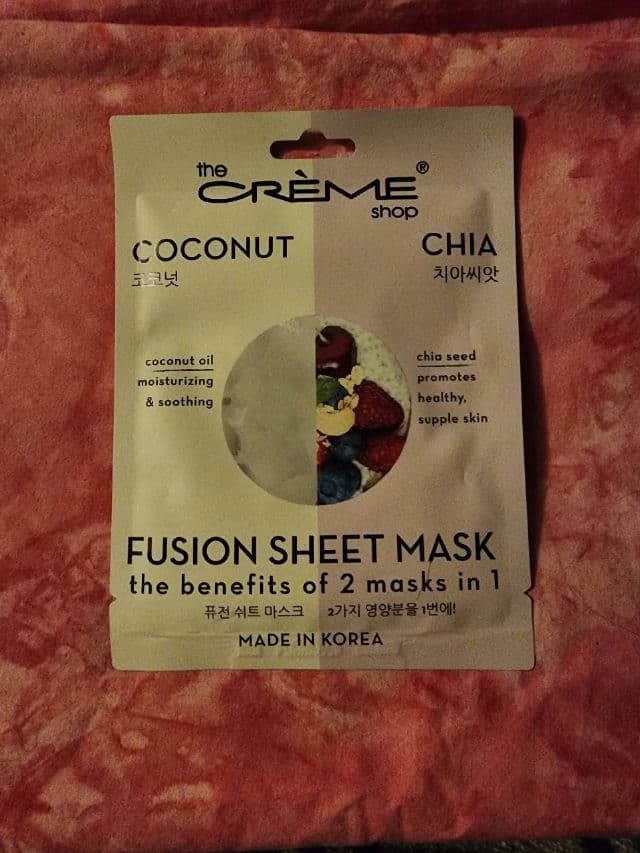 the
CRÈME®
shop
COCONUT
코코넛
CHIA
치아씨앗
coconut oil
moisturizing
& soothing
chia seed
promotes
healthy,
supple skin
FUSION SHEET MASK
the benefits of 2 masks in 1
퓨전 쉬트 마스크 2가지 영양분을 1번에!
MADE IN KOREA